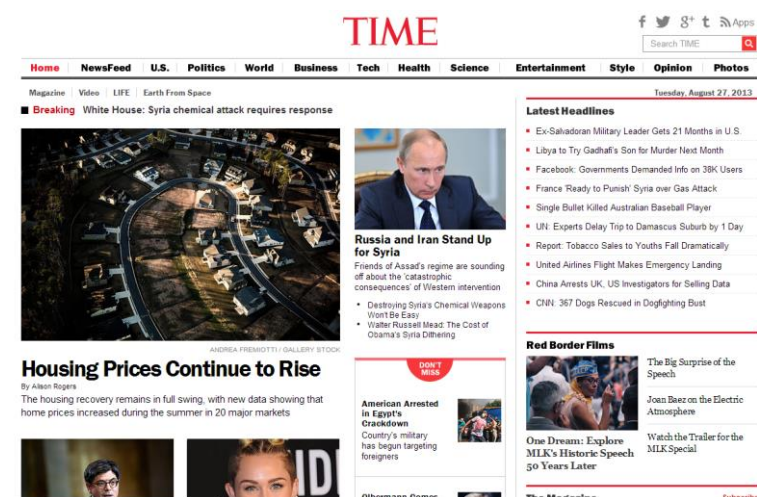 TIME
Apps
Search TIME
Home NewsFeed U.S. Politics World Business Tech Health Science Entertainment Style Opinion Photos
Magazine Video LIFE Earth From Space
Tuesday, August 27, 2013
Breaking White House: Syria chemical attack requires response
ANDREA FREMIOTTI / GALLERY STOCK
Housing Prices Continue to Rise
By Alison Rogers
The housing recovery remains in full swing, with new data showing that
home prices increased during the summer in 20 major markets
Russia and Iran Stand Up
for Syria
Friends of Assad's regime are sounding
off about the 'catastrophic
consequences' of Western intervention
Destroying Syria's Chemical Weapons
Won't Be Easy
Walter Russell Mead: The Cost of
Obama's Syria Dithering
DON'T
MISS
American Arrested
in Egypt's
Crackdown
Country's military
has begun targeting
foreigners
Latest Headlines
Ex-Salvadoran Military Leader Gets 21 Months in U.S.
Libya to Try Gadhafi's Son for Murder Next Month
Facebook: Governments Demanded Info on 38K Users
France 'Ready to Punish' Syria over Gas Attack
Single Bullet Killed Australian Baseball Player
UN: Experts Delay Trip to Damascus Suburb by 1 Day
Report: Tobacco Sales to Youths Fall Dramatically
United Airlines Flight Makes Emergency Landing
China Arrests UK, US Investigators for Selling Data
CNN: 367 Dogs Rescued in Dogfighting Bust
Red Border Films
One Dream: Explore
MLK's Historic Speech
50 Years Later
The Big Surprise of the
Speech
Joan Baez on the Electric
Atmosphere
Watch the Trailer for the
MLK Special